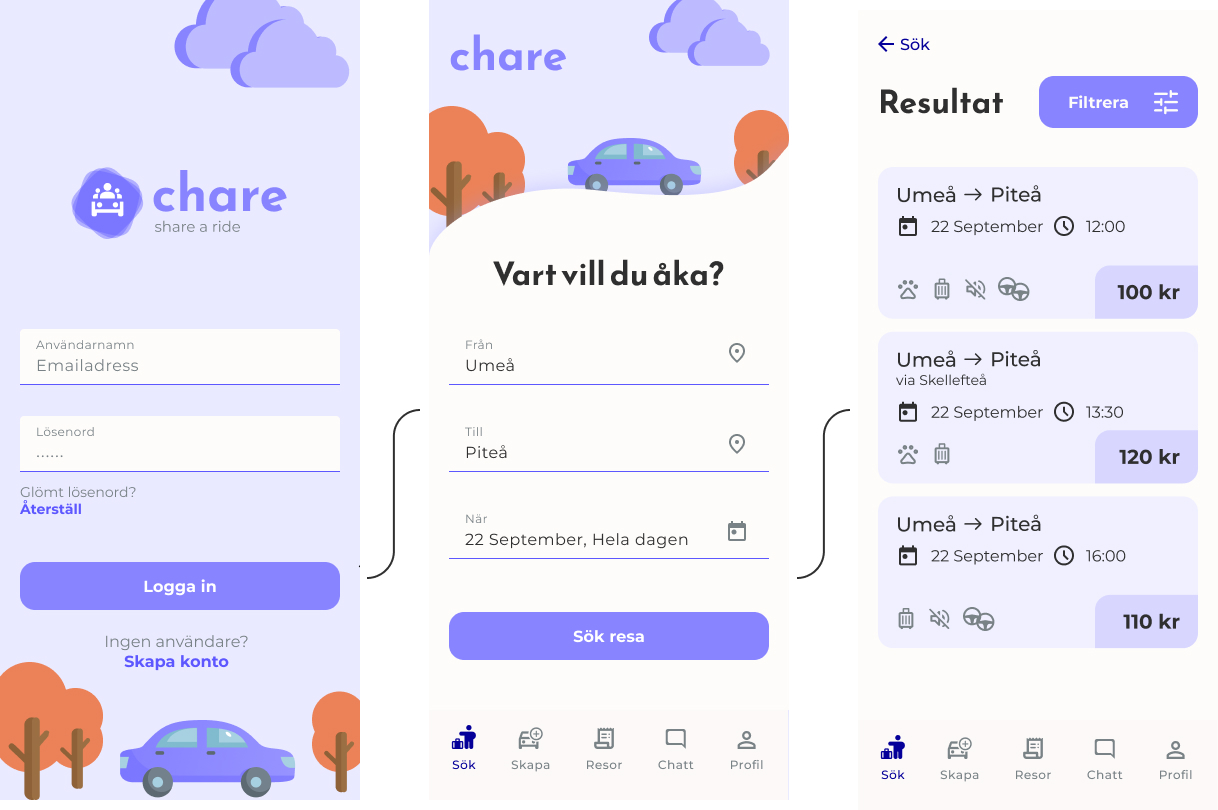 chare
share a ride
Användarnamn
Emailadress
Lösenord
......
Glömt lösenord?
Återställ
Logga in
Ingen användare?
Skapa konto
chare
Vart vill du åka?
Från
Umeå
Till
Piteå
När
22 September, Hela dagen
Sök resa
Sök Skapa Resor Chatt Profil
← Sök
Resultat Filtrera
Umeå → Piteå
22 September 12:00
100 kr
Umeå → Piteå
via Skellefteå
22 September 13:30
120 kr
Umeå → Piteå
22 September 16:00
110 kr
Sök Skapa Resor Chatt Profil